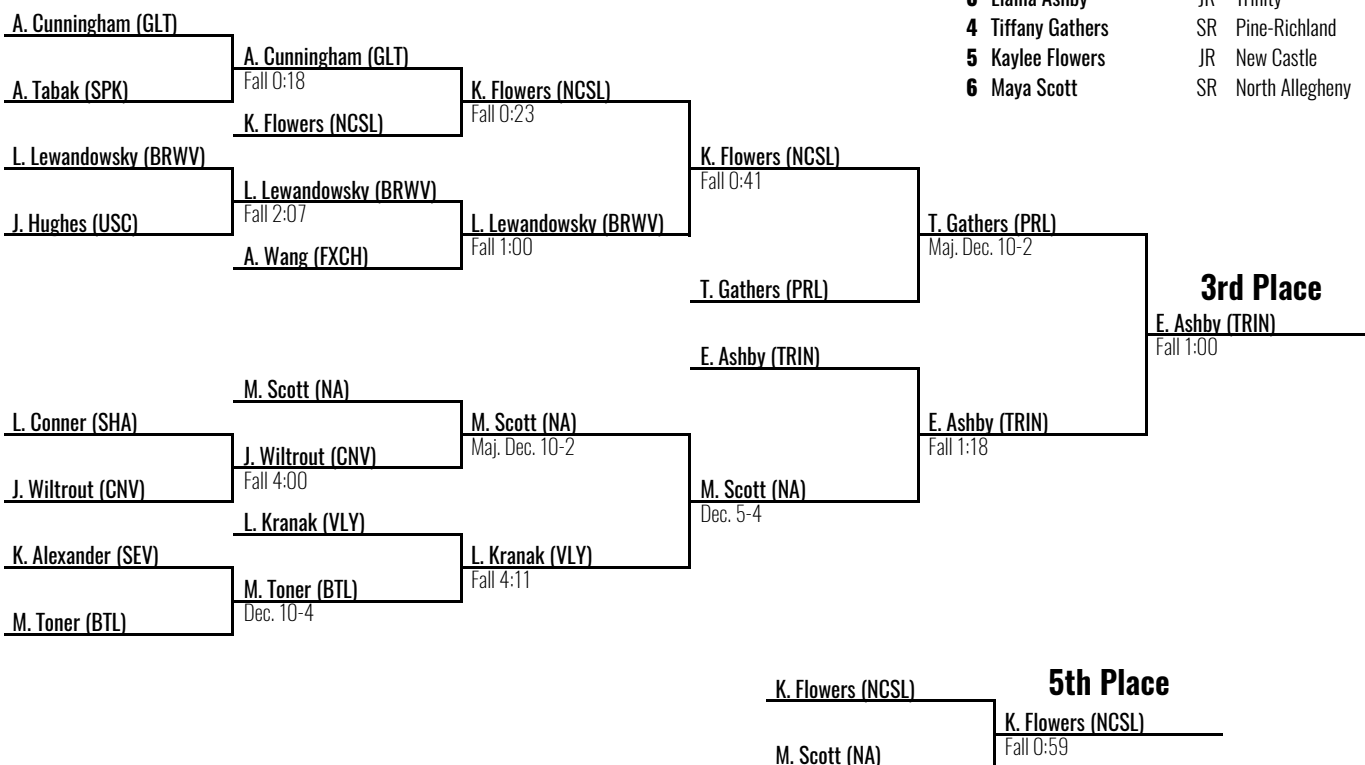 3 Ashby JR Trinity
4 Tiffany Gathers SR Pine-Richland
5 Kaylee Flowers JR New Castle
6 Maya Scott SR North Allegheny
A. Cunningham (GLT)
A. Tabak (SPK)
L. Lewandowsky (BRWV)
J. Hughes (USC)
L. Conner (SHA)
J. Wiltrout (CNV)
K. Alexander (SEV)
M. Toner (BTL)
A. Cunningham (GLT)
Fall 0:18
K. Flowers (NCSL)
L. Lewandowsky (BRWV)
Fall 2:07
A. Wang (FXCH)
M. Scott (NA)
J. Wiltrout (CNV)
Fall 4:00
L. Kranak (VLY)
M. Toner (BTL)
Dec. 10-4
K. Flowers (NCSL)
Fall 0:23
L. Lewandowsky (BRWV)
Fall 1:00
M. Scott (NA)
Maj. Dec. 10-2
L. Kranak (VLY)
Fall 4:11
K. Flowers (NCSL)
Fall 0:41
T. Gathers (PRL)
E. Ashby (TRIN)
M. Scott (NA)
Dec. 5-4
T. Gathers (PRL)
Maj. Dec. 10-2
E. Ashby (TRIN)
Fall 1:18
3rd Place
E. Ashby (TRIN)
Fall 1:00
5th Place
K. Flowers (NCSL)
M. Scott (NA)
K. Flowers (NCSL)
Fall 0:59